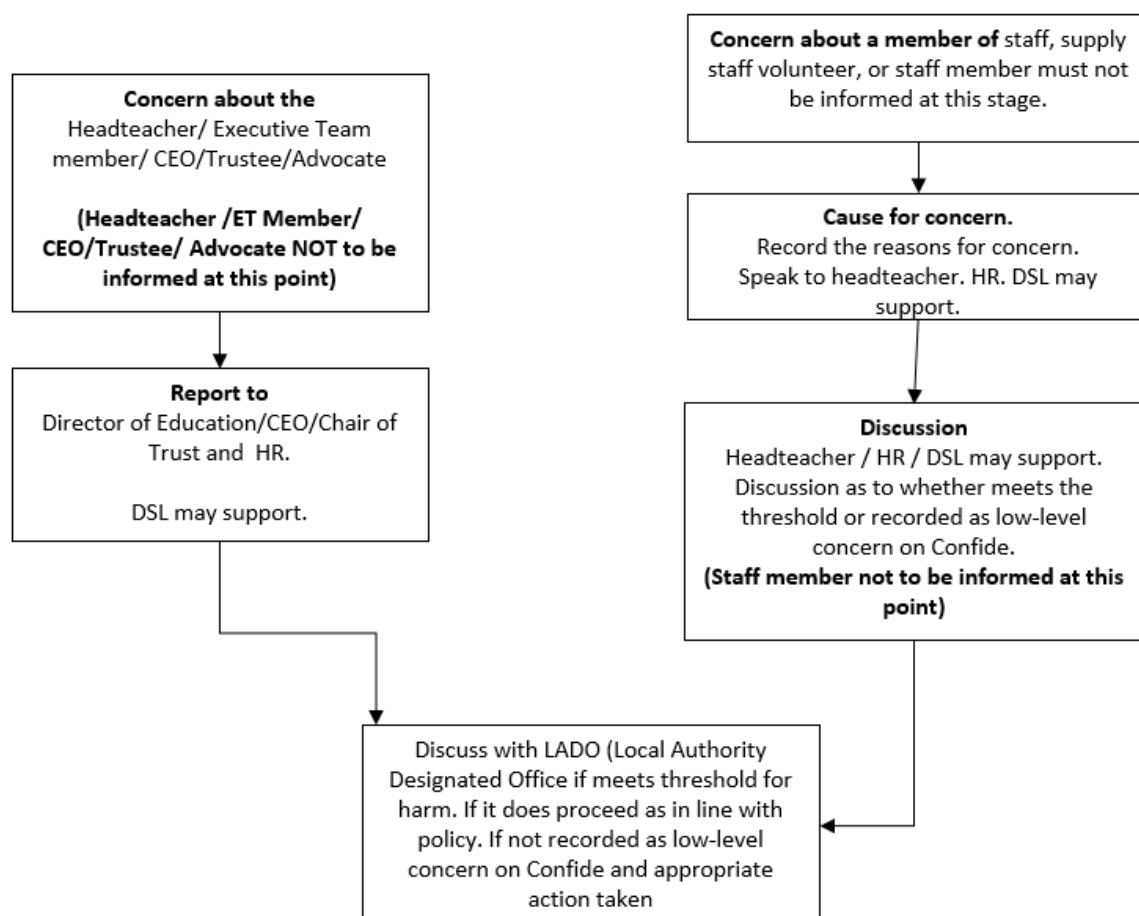 Concern about the
Headteacher/ Executive Team
member/ CEO/Trustee/Advocate
(Headteacher /ET Member/
CEO/Trustee/ Advocate NOT to be
informed at this point)
Report to
Director of Education/CEO/Chair of
Trust and  HR.
DSL may support.
Concern about a member of staff, supply
staff volunteer, or staff member must not
be informed at this stage.
Cause for concern.
Record the reasons for concern.
Speak to headteacher. HR. DSL may
support.
Discussion
Headteacher / HR / DSL may support.
Discussion as to whether meets the
threshold or recorded as low-level
concern on Confide.
(Staff member not to be informed at this
point)
Discuss with LADO (Local Authority
Designated Office if meets threshold for
harm. If it does proceed as in line with
policy. If not recorded as low-level
concern on Confide and appropriate
action taken